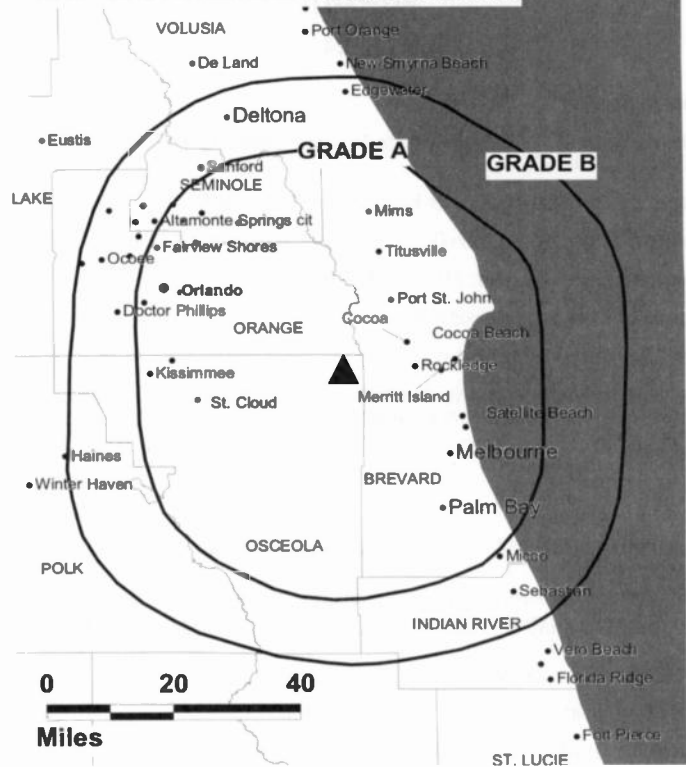 VOLUSIA
Port Orange
De Land
New Smyrna Beach
Edgewater
Deltona
Eustis
GRADE A
GRADE B
Sanford
SEMINOLE
LAKE
Mims
Altamonte Springs cit
Fairview Shores
Titusville
Ocoee
Orlando
Port St. John
Doctor Phillips
Cocoa
ORANGE
Cocoa Beach
Rockledge
Kissimmee
Merritt Island
St. Cloud
Satellite Beach
Melbourne
Haines
BREVARD
Winter Haven
Palm Bay
OSCEOLA
Micco
POLK
Sebastian
INDIAN RIVER
Vero Beach
Florida Ridge
0 20 40
Miles
Fort Pierce
ST. LUCIE